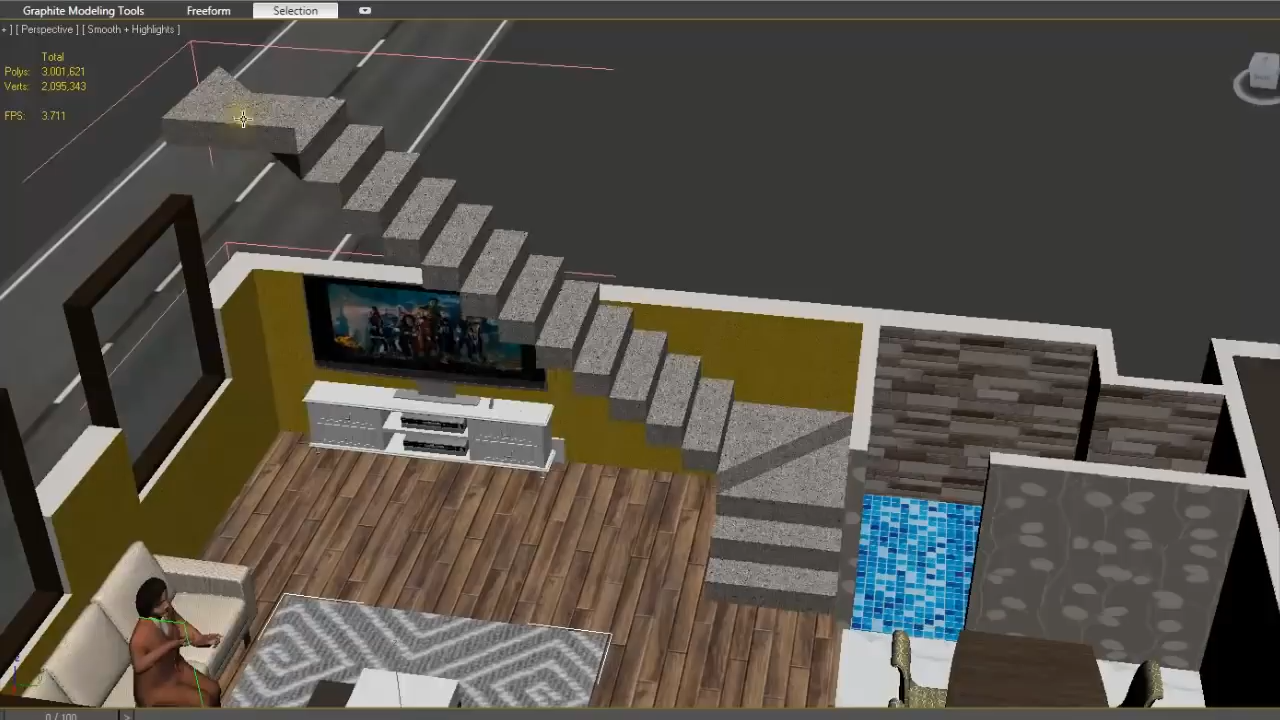 Graphite Modeling Tools Freeform Selection
+ ] [ Perspective ] [ Smooth + Highlights ]
Total
Polys: 3,001,621
Verts: 2,095,343
FPS: 3.711
0 / 100 >